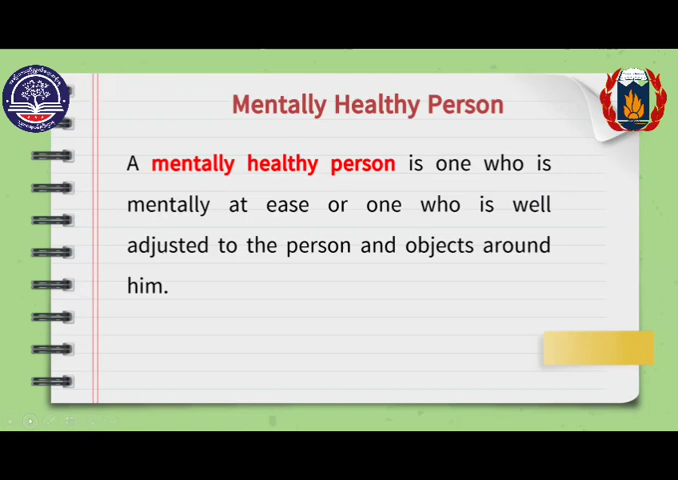 Mentally Healthy Person
A mentally healthy person is one who is
mentally at ease or one who is well
adjusted to the person and objects around
him.